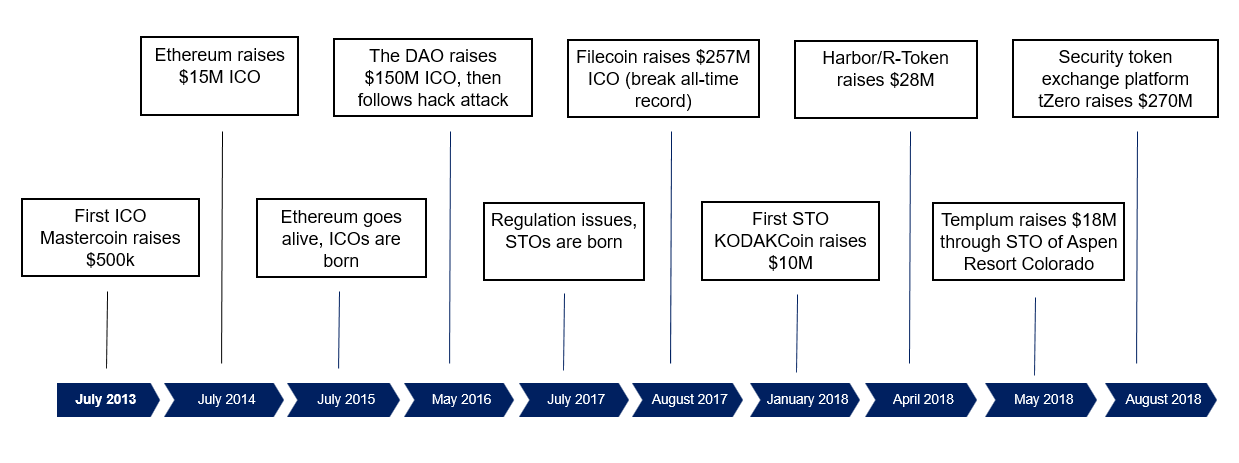 Ethereum raises
$15M ICO
The DAO raises
$150M ICO, then
follows hack attack
Filecoin raises $257M
ICO (break all-time
record)
Harbor/R-Token
raises $28M
Security token
exchange platform
tZero raises $270M
First ICO
Mastercoin raises
$500k
Ethereum goes
alive, ICOs are
born
Regulation issues,
STOs are born
First STO
KODAKCoin raises
$10M
Templum raises $18M
through STO of Aspen
Resort Colorado
July 2013
July 2014
July 2015
May 2016
July 2017
August 2017
January 2018
April 2018
May 2018
August 2018